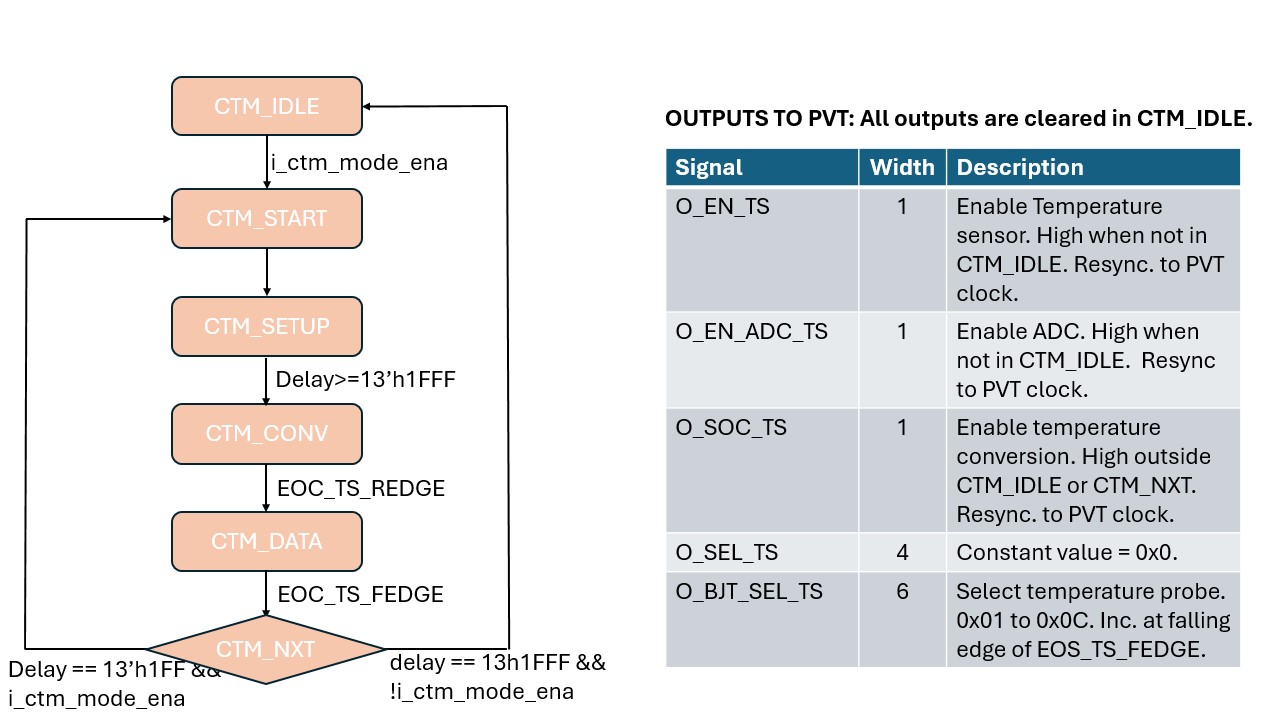 CTM_IDLE
i_ctm_mode_ena
CTM_START
CTM_SETUP
Delay>=13’h1FFF
CTM_CONV
EOC_TS_REDGE
CTM_DATA
EOC_TS_FEDGE
CTM_NXT
Delay == 13’h1FF &&
i_ctm_mode_ena
delay == 13h1FFF &&
!i_ctm_mode_ena
OUTPUTS TO PVT: All outputs are cleared in CTM_IDLE.
Signal Width Description
O_EN_TS 1 Enable Temperature
sensor. High when not in
CTM_IDLE. Resync. to PVT
clock.
O_EN_ADC_TS 1 Enable ADC. High when
not in CTM_IDLE. Resync
to PVT clock.
O_SOC_TS 1 Enable temperature
conversion. High outside
CTM_IDLE or CTM_NXT.
Resync. to PVT clock.
O_SEL_TS 4 Constant value = 0x0.
O_BJT_SEL_TS 6 Select temperature probe.
0x01 to 0x0C. Inc. at falling
edge of EOS_TS_FEDGE.